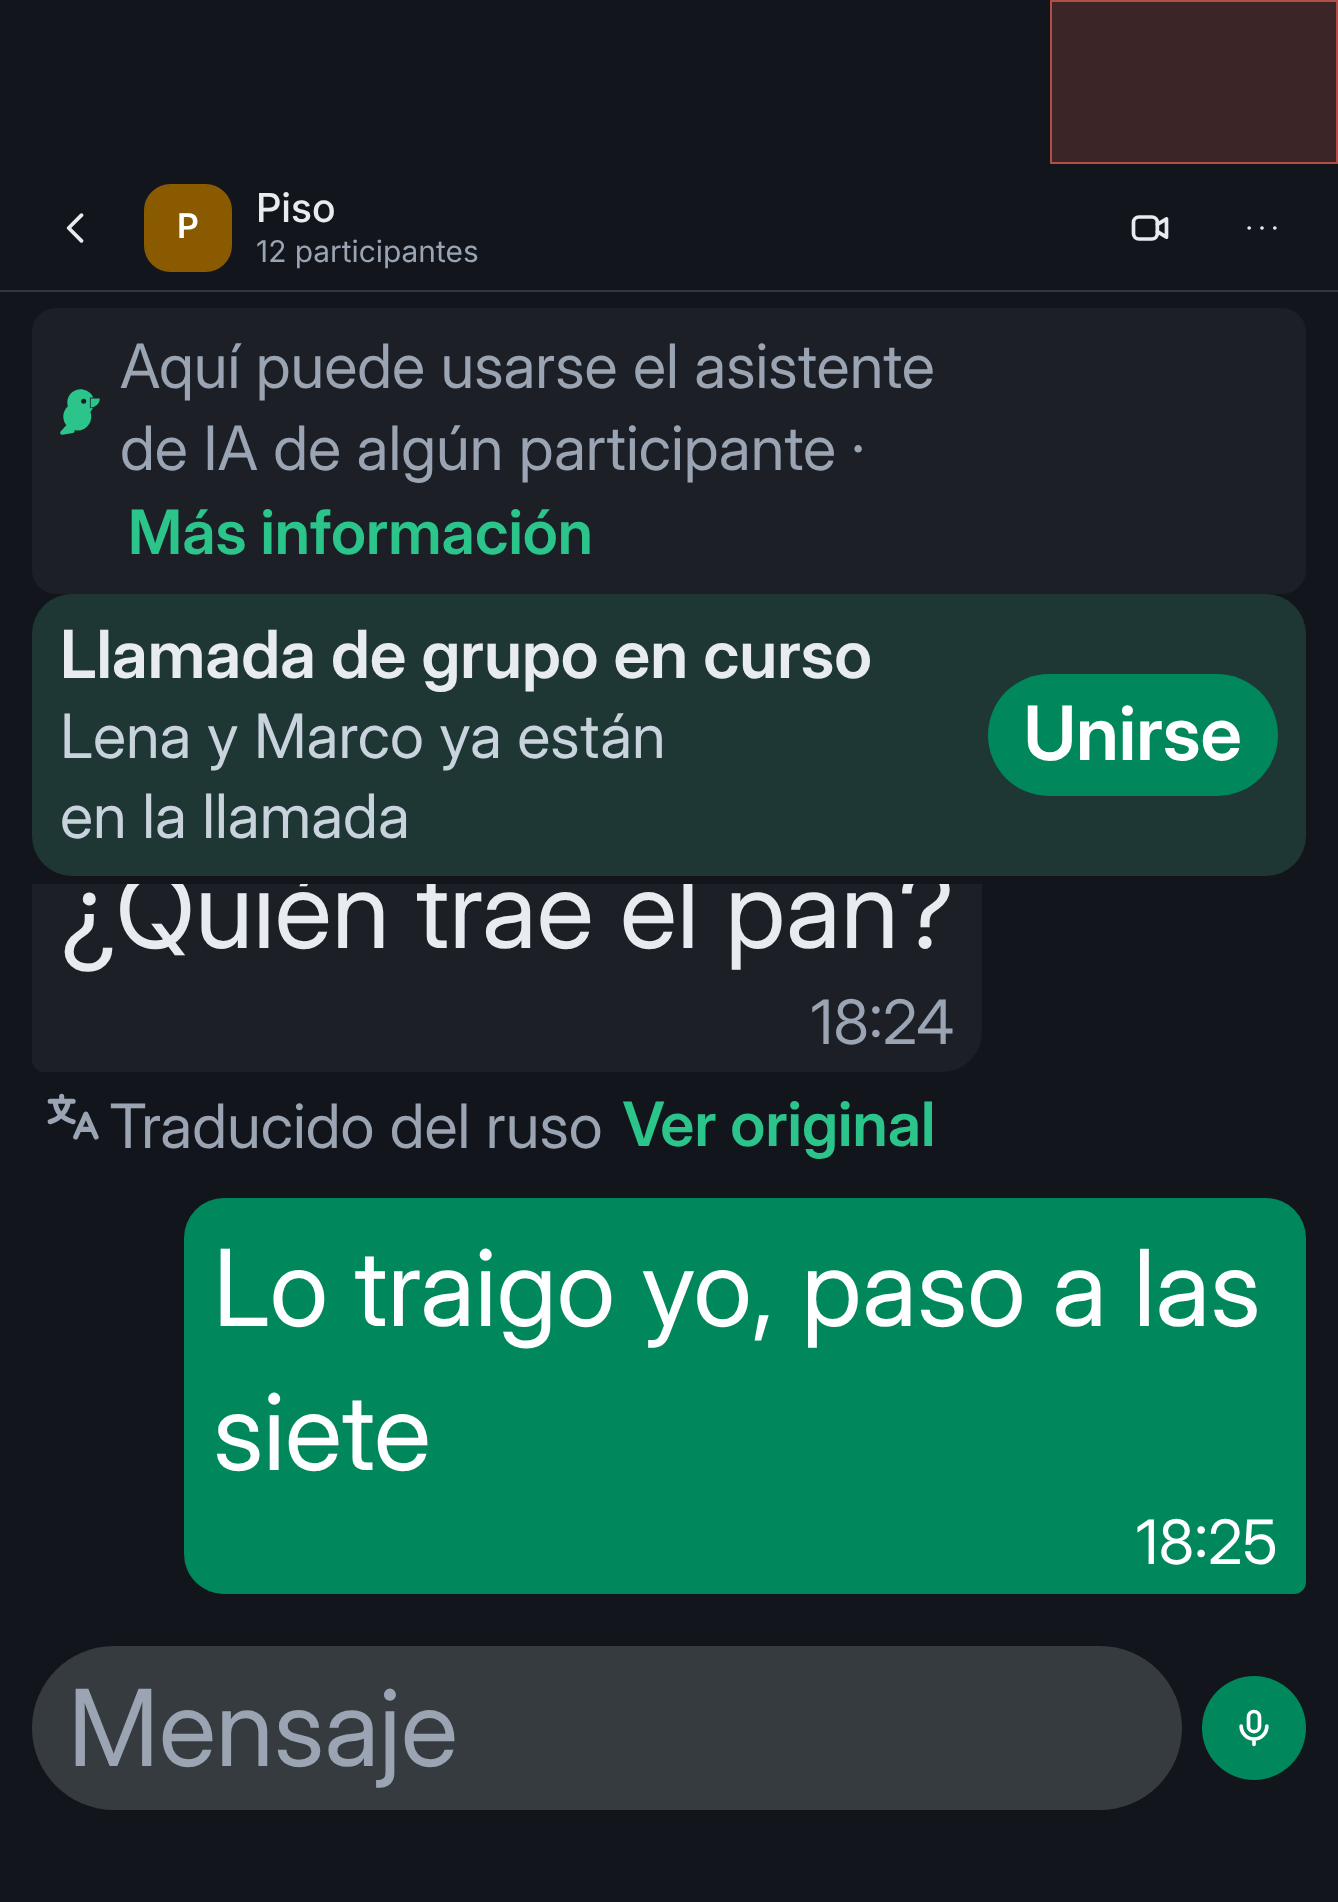 P
Piso
12 participantes
Aquí puede usarse el asistente
de IA de algún participante ·
Más información
Llamada de grupo en curso
Lena y Marco ya están
en la llamada
Unirse
¿Quién trae el pan?
18:24
Traducido del ruso Ver original
Lo traigo yo, paso a las
siete
18:25
Mensaje